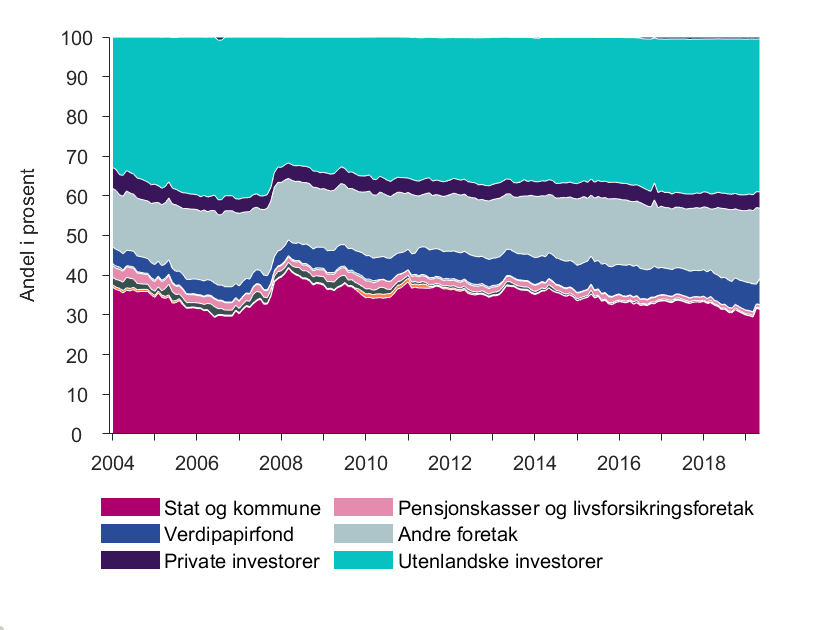 Andel i prosent
100
90
80
70
60
50
40
30
20
10
0
2004 2006 2008 2010 2012 2014 2016 2018
Stat og kommune Pensjonskasser og livsforsikringsforetak
Verdipapirfond Andre foretak
Private investorer Utenlandske investorer